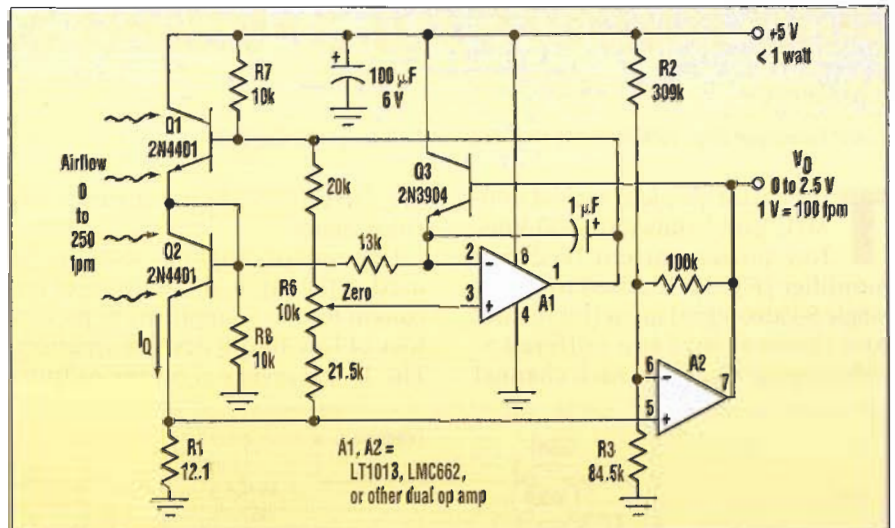 +5 V
< 1 watt
R7
10k
100 µF
6 V
R2
309k
Q1
2N4401
Airflow
0
to
250
fpm
Q3
2N3904
V₀
0 to 2.5 V
1 V = 100 fpm
20k
1 µF
Q2
2N4401
13k
2
8
1
100k
Zero
3
4
A1
R6
10k
R8
10k
I_Q
6
A2
7
5
21.5k
R1
12.1
A1, A2 =
LT1013, LMC662,
or other dual op amp
R3
84.5k